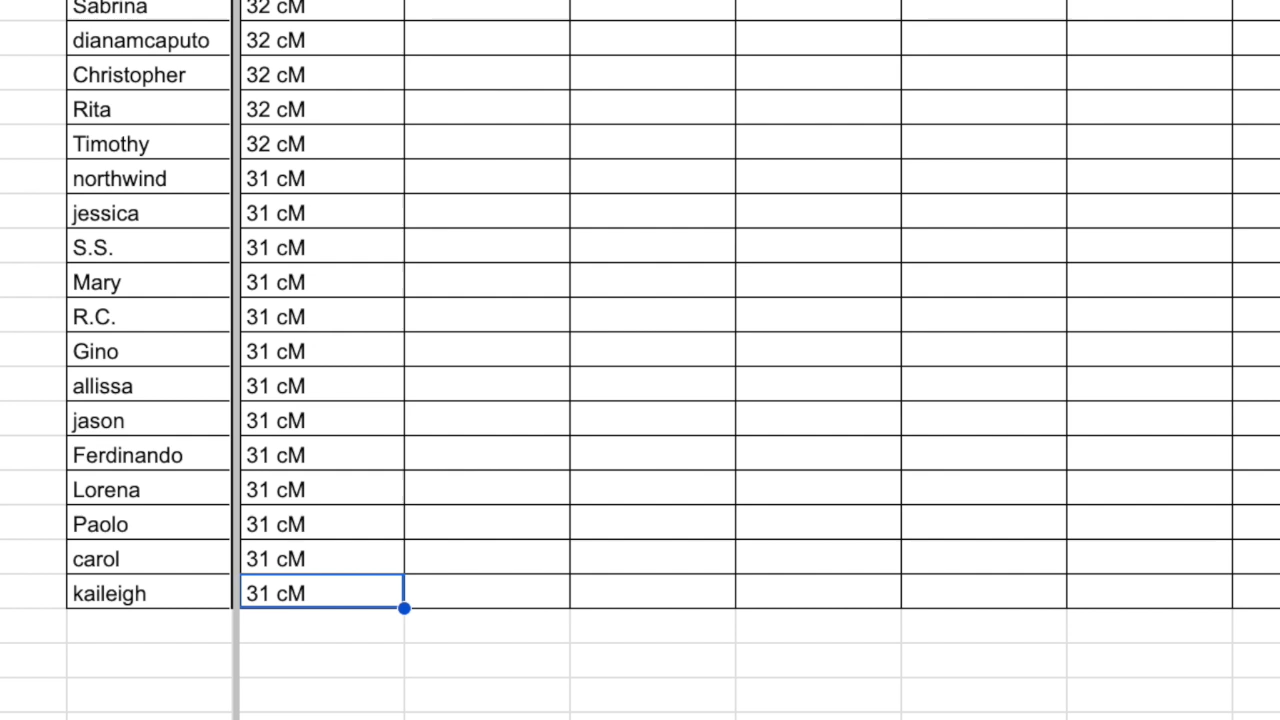 Sabrina 32 cM
dianamcaputo 32 cM
Christopher 32 cM
Rita 32 cM
Timothy 32 cM
northwind 31 cM
jessica 31 cM
S.S. 31 cM
Mary 31 cM
R.C. 31 cM
Gino 31 cM
allissa 31 cM
jason 31 cM
Ferdinando 31 cM
Lorena 31 cM
Paolo 31 cM
carol 31 cM
kaileigh 31 cM